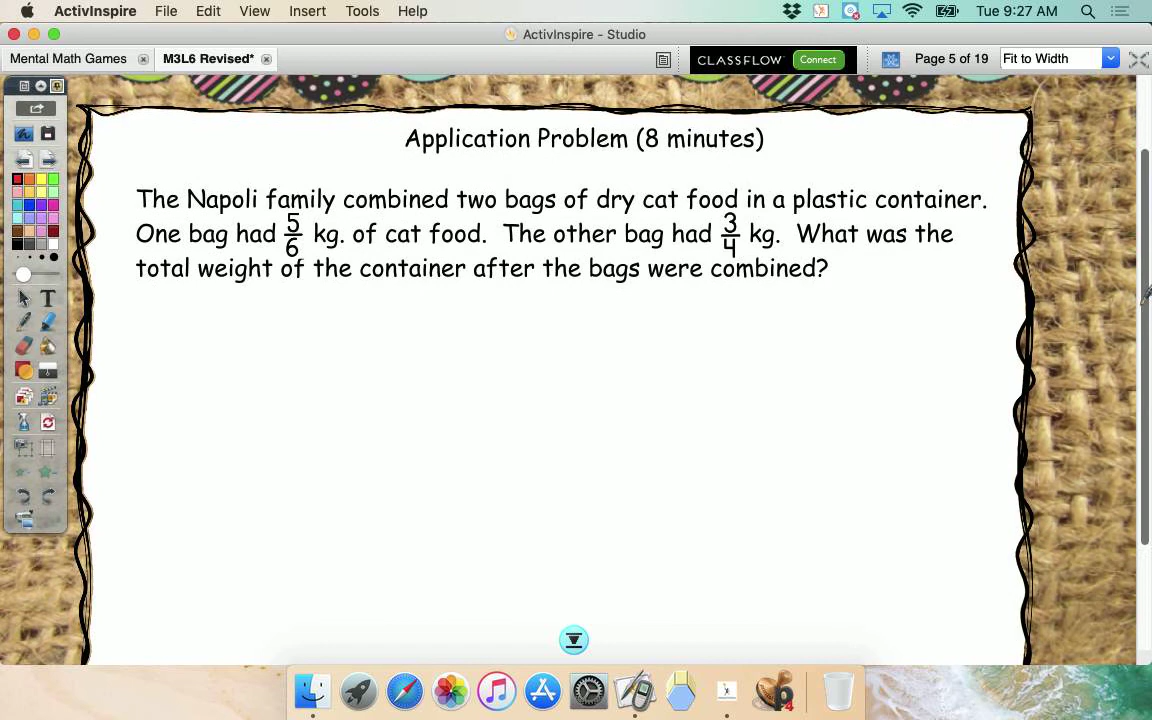 ActivInspire File Edit View Insert Tools Help Tue 9:27 AM
ActivInspire - Studio
Mental Math Games M3L6 Revised* CLASSFLOW Connect Page 5 of 19 Fit to Width
Application Problem (8 minutes)
The Napoli family combined two bags of dry cat food in a plastic container.
One bag had 5/6 kg. of cat food. The other bag had 3/4 kg. What was the
total weight of the container after the bags were combined?